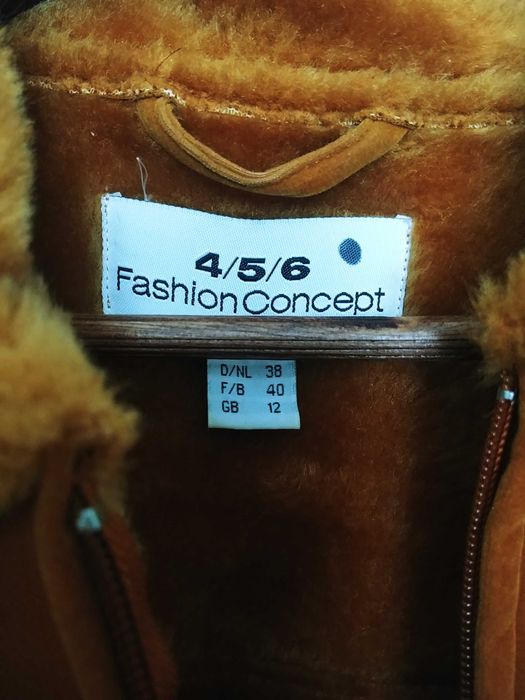 4/5/6
Fashion Concept
D/NL 38
F/B 40
GB 12